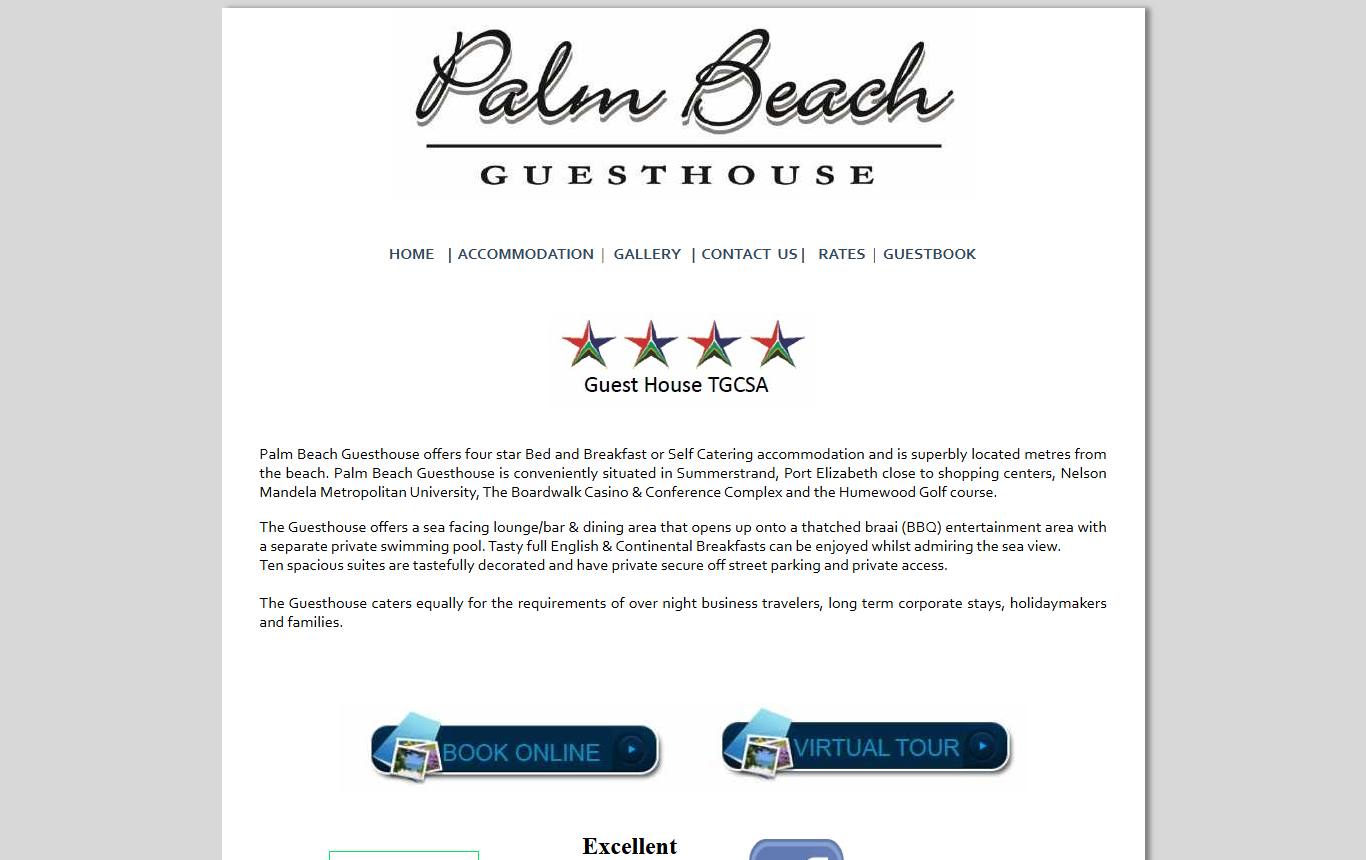 Palm Beach
GUESTHOUSE
HOME | ACCOMMODATION | GALLERY | CONTACT US | RATES | GUESTBOOK
Guest House TGCSA
Palm Beach Guesthouse offers four star Bed and Breakfast or Self Catering accommodation and is superbly located metres from
the beach. Palm Beach Guesthouse is conveniently situated in Summerstrand, Port Elizabeth close to shopping centers, Nelson
Mandela Metropolitan University, The Boardwalk Casino & Conference Complex and the Humewood Golf course.
The Guesthouse offers a sea facing lounge/bar & dining area that opens up onto a thatched braai (BBQ) entertainment area with
a separate private swimming pool. Tasty full English & Continental Breakfasts can be enjoyed whilst admiring the sea view.
Ten spacious suites are tastefully decorated and have private secure off street parking and private access.
The Guesthouse caters equally for the requirements of over night business travelers, long term corporate stays, holidaymakers
and families.
BOOK ONLINE
VIRTUAL TOUR
Excellent